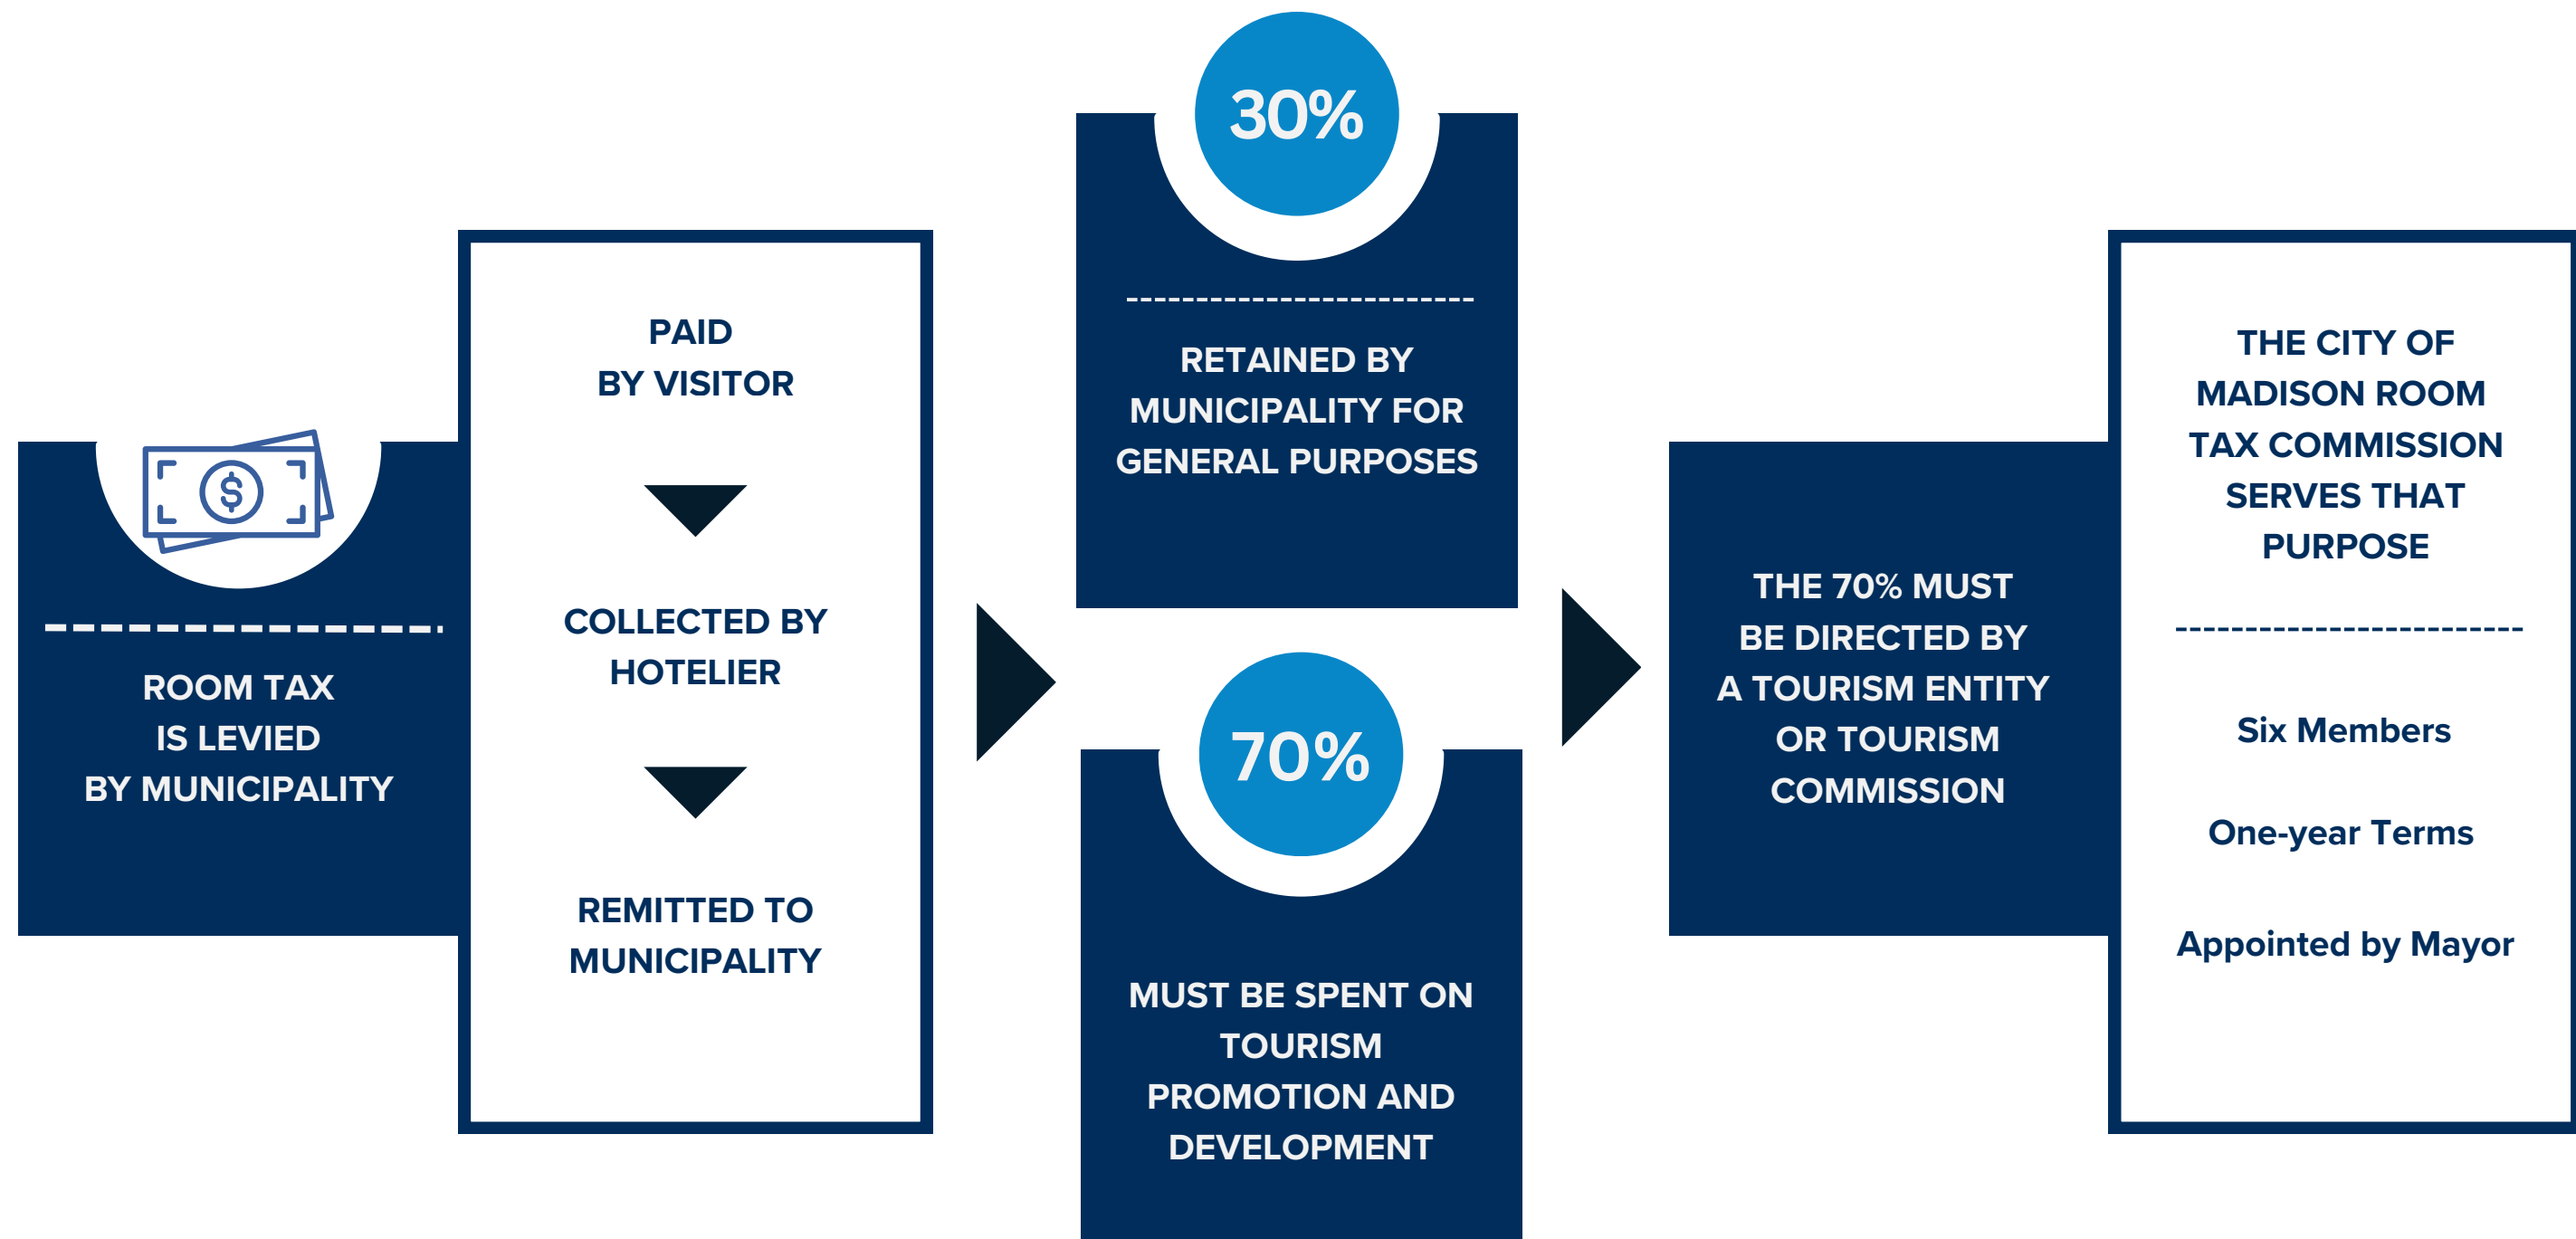 ROOM TAX
IS LEVIED
BY MUNICIPALITY
PAID
BY VISITOR
COLLECTED BY
HOTELIER
REMITTED TO
MUNICIPALITY
30%
RETAINED BY
MUNICIPALITY FOR
GENERAL PURPOSES
70%
MUST BE SPENT ON
TOURISM
PROMOTION AND
DEVELOPMENT
THE 70% MUST
BE DIRECTED BY
A TOURISM ENTITY
OR TOURISM
COMMISSION
THE CITY OF
MADISON ROOM
TAX COMMISSION
SERVES THAT
PURPOSE
Six Members
One-year Terms
Appointed by Mayor